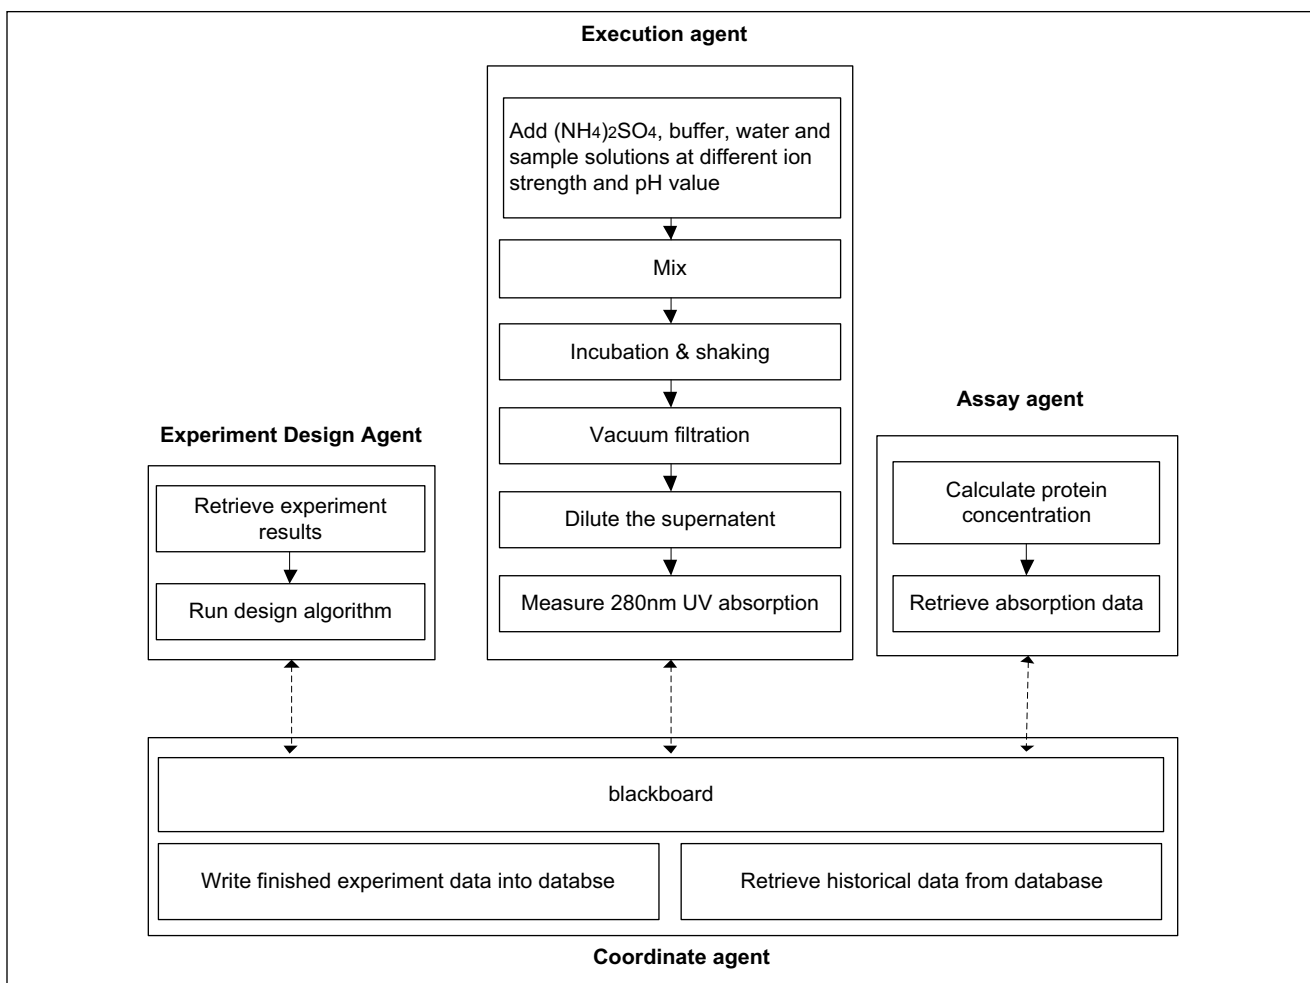 Execution agent
Add (NH4)2SO4, buffer, water and
sample solutions at different ion
strength and pH value
Mix
Incubation & shaking
Vacuum filtration
Dilute the supernatent
Measure 280nm UV absorption
Experiment Design Agent
Retrieve experiment
results
Run design algorithm
Assay agent
Calculate protein
concentration
Retrieve absorption data
blackboard
Write finished experiment data into databse
Retrieve historical data from database
Coordinate agent